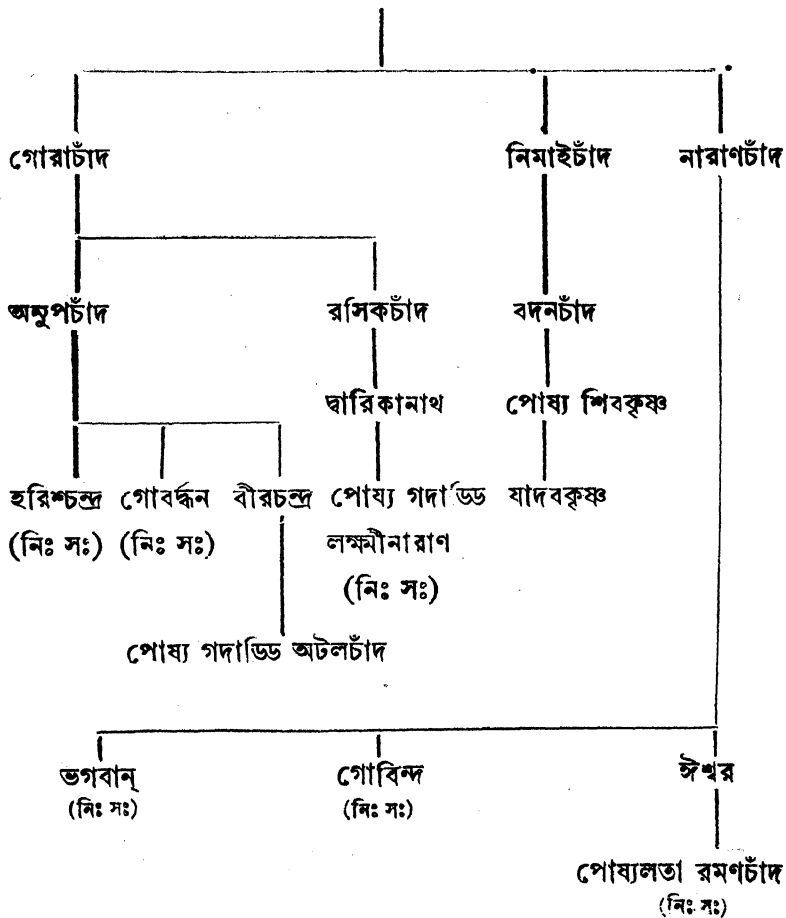 গোরাচাঁদ নিমাইচাঁদ নারাণচাঁদ
অনুপচাঁদ রসিকচাঁদ বদনচাঁদ
দ্বারিকানাথ পোষ্য শিবকৃষ্ণ
হরিশ্চন্দ্র গোবর্দ্ধন বীরচন্দ্র পোষ্য গদাডিড যাদবকৃষ্ণ
(নিঃ সঃ) (নিঃ সঃ) লক্ষ্মীনারাণ
(নিঃ সঃ)
পোষ্য গদাডিড অটলচাঁদ
ভগবান্ গোবিন্দ ঈশ্বর
(নিঃ সঃ) (নিঃ সঃ)
পোষ্যলতা রমণচাঁদ
(নিঃ সঃ)